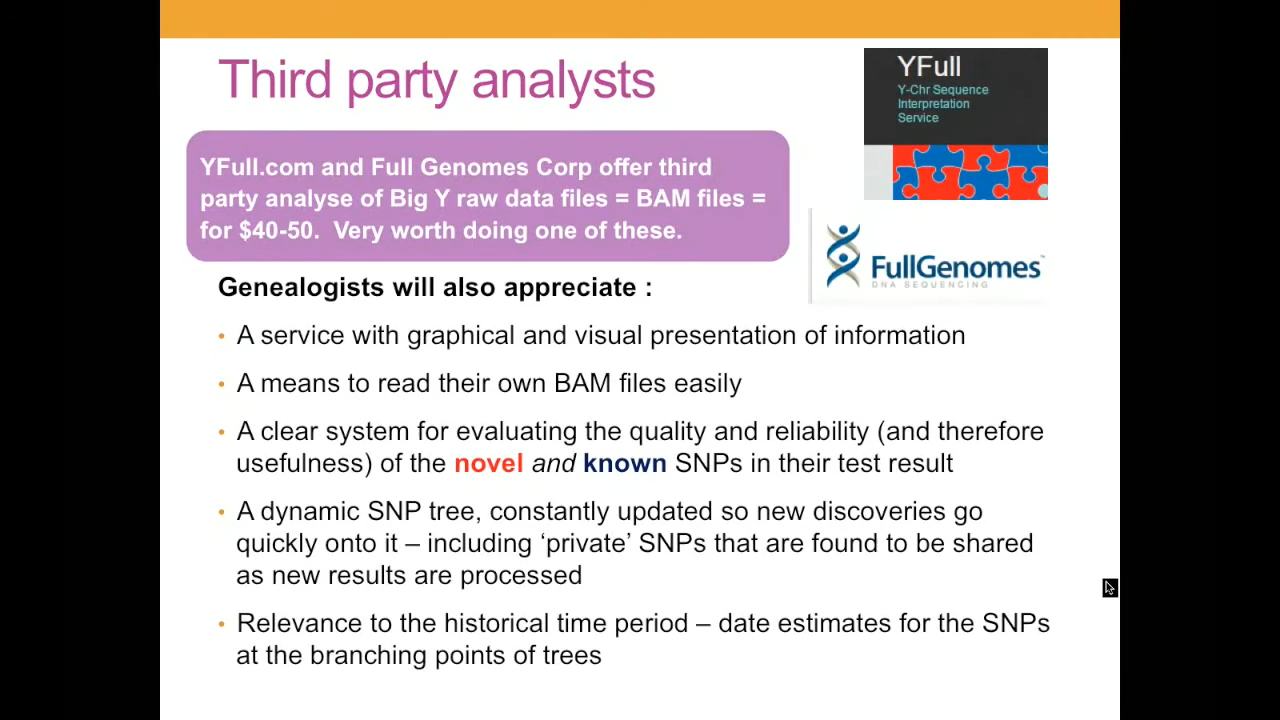 Third party analysts
YFull
Y-Chr Sequence
Interpretation
Service
YFull.com and Full Genomes Corp offer third
party analyse of Big Y raw data files = BAM files =
for $40-50.  Very worth doing one of these.
FullGenomes™
DNA SEQUENCING
Genealogists will also appreciate :
• A service with graphical and visual presentation of information
• A means to read their own BAM files easily
• A clear system for evaluating the quality and reliability (and therefore
usefulness) of the novel and known SNPs in their test result
• A dynamic SNP tree, constantly updated so new discoveries go
quickly onto it – including ‘private’ SNPs that are found to be shared
as new results are processed
• Relevance to the historical time period – date estimates for the SNPs
at the branching points of trees